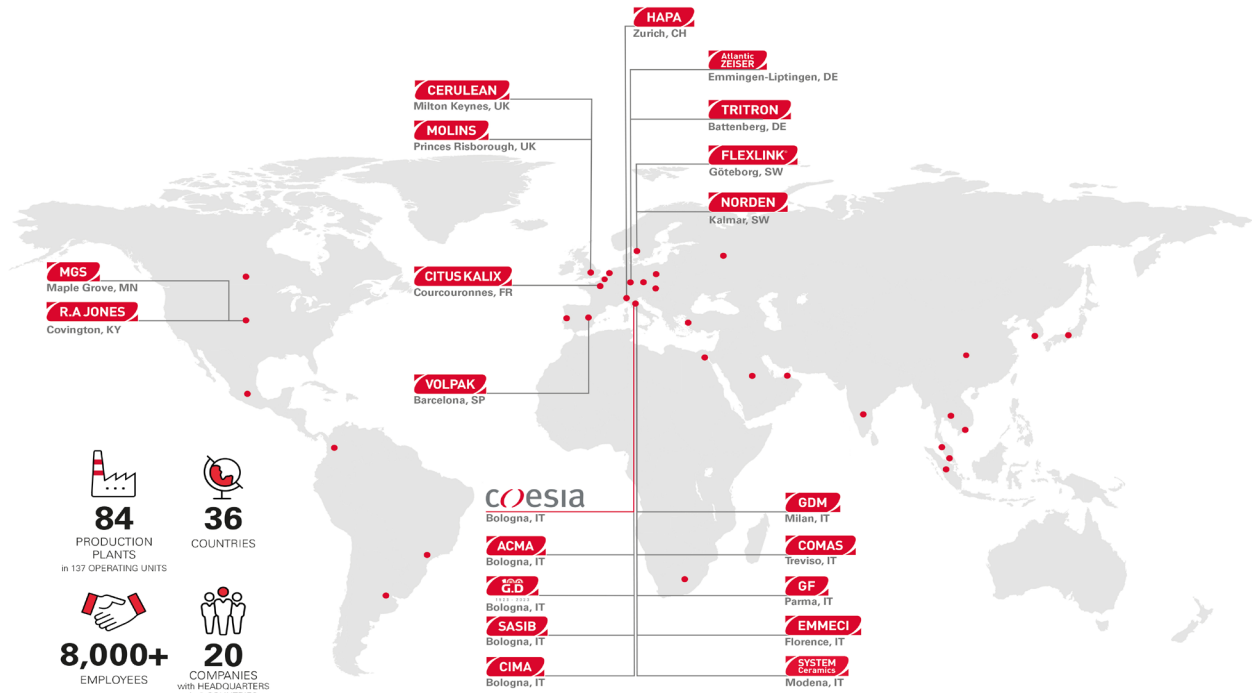 HAPA
Zurich, CH
Atlantic
ZEISER
Emmingen-Liptingen, DE
CERULEAN
Milton Keynes, UK
TRITRON
Battenberg, DE
MOLINS
Princes Risborough, UK
FLEXLINK®
Göteborg, SW
NORDEN
Kalmar, SW
MGS
Maple Grove, MN
CITUS KALIX
Courcouronnes, FR
R.A JONES
Covington, KY
VOLPAK
Barcelona, SP
84
PRODUCTION
PLANTS
in 137 OPERATING UNITS
36
COUNTRIES
8,000+
EMPLOYEES
20
COMPANIES
with HEADQUARTERS
coesia
Bologna, IT
ACMA
Bologna, IT
G.D
1923 - 2023
Bologna, IT
SASIB
Bologna, IT
CIMA
Bologna, IT
GDM
Milan, IT
COMAS
Treviso, IT
GF
Parma, IT
EMMECI
Florence, IT
SYSTEM
Ceramics
Modena, IT